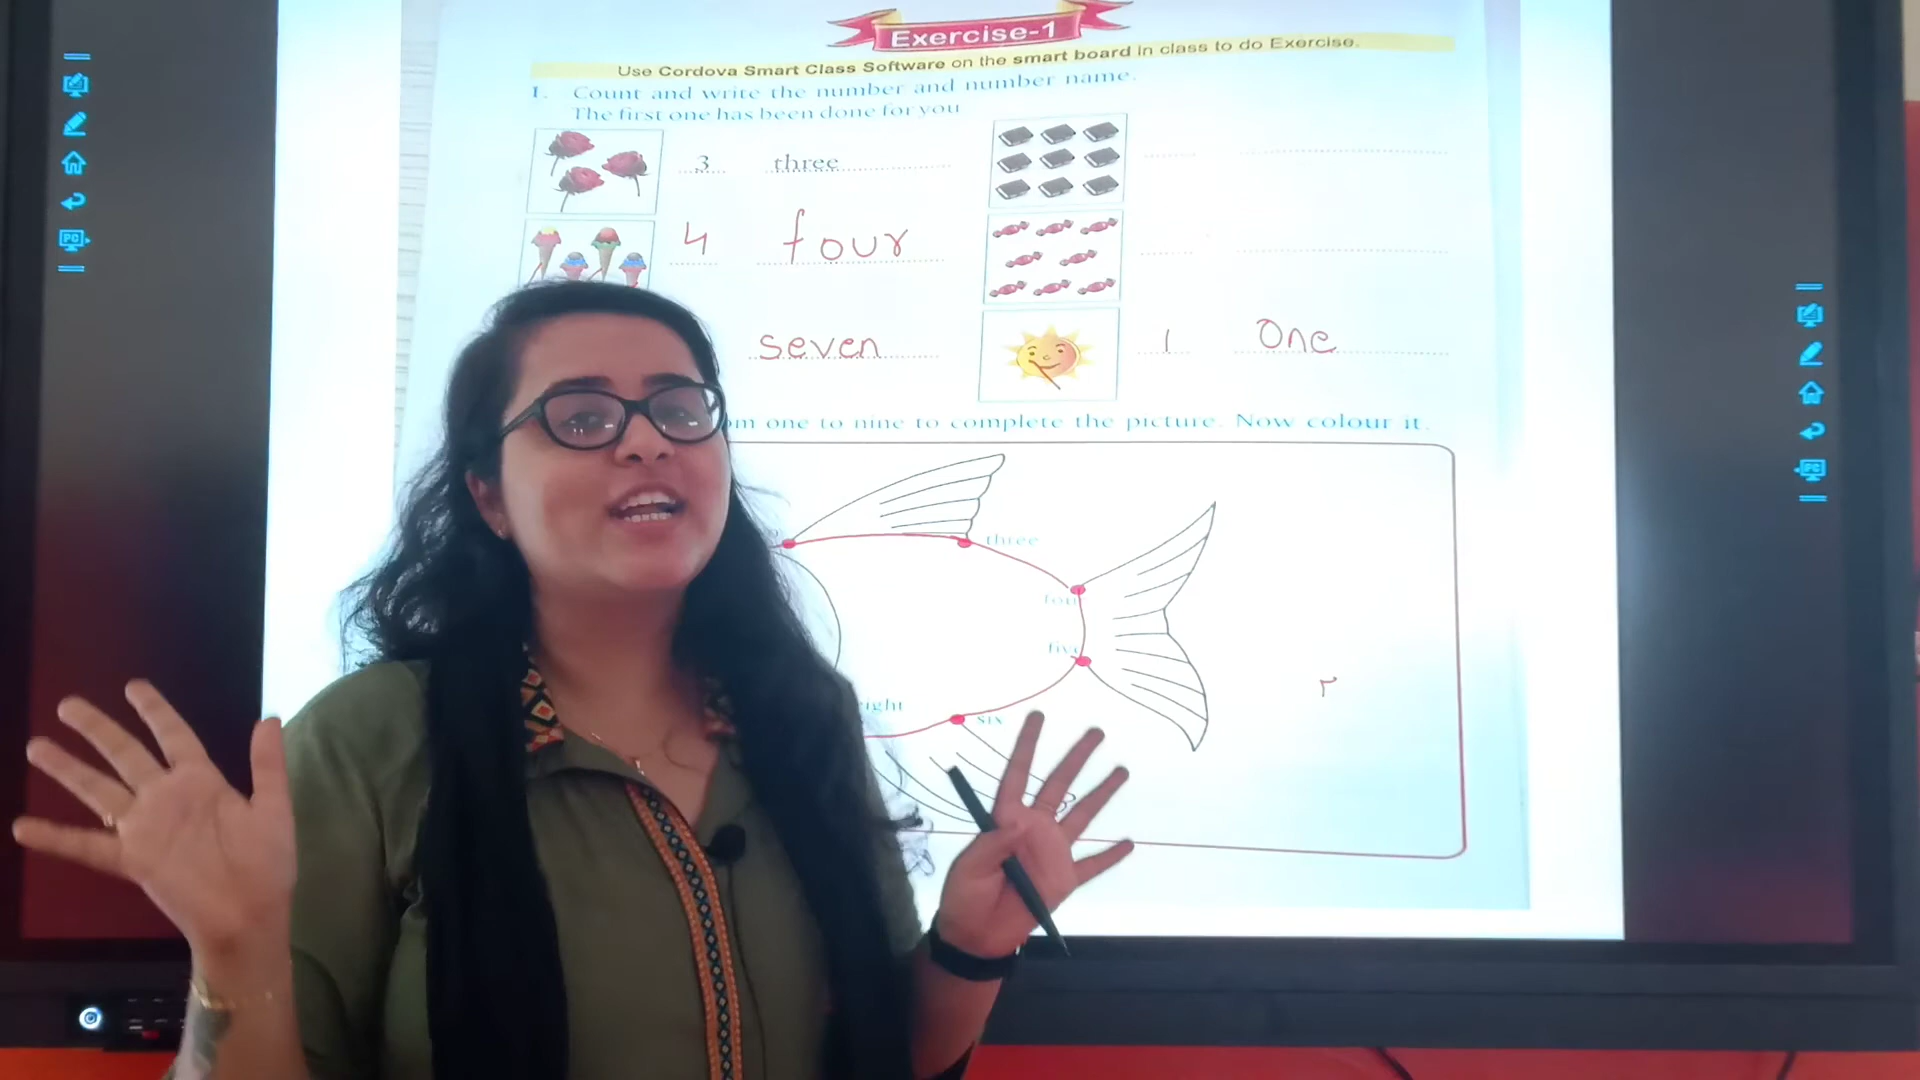 Exercise-1
Use Cordova Smart Class Software on the smart board in class to do Exercise.
1. Count and write the number and number name.
The first one has been done for you
3 three
4 four
seven
1 One
one to nine to complete the picture. Now colour it.
three
five
six
PC
PC